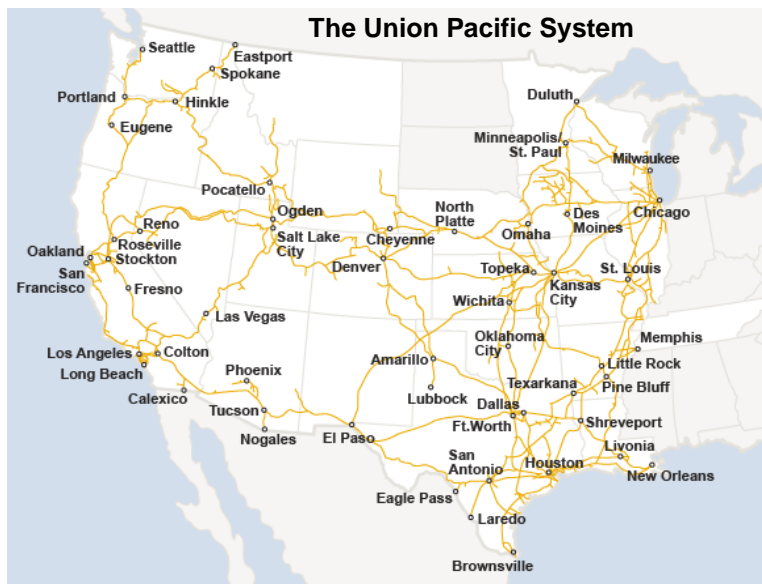 The Union Pacific System
Seattle
Eastport
Spokane
Portland
Hinkle
Eugene
Duluth
Minneapolis/
St. Paul
Milwaukee
Pocatello
Ogden
North
Platte
Reno
Roseville
Salt Lake
City
Cheyenne
Omaha
Des
Moines
Chicago
Oakland
Stockton
San
Francisco
Denver
Topeka
Kansas
City
St. Louis
Fresno
Wichita
Las Vegas
Oklahoma
City
Memphis
Los Angeles
Colton
Amarillo
Little Rock
Long Beach
Phoenix
Texarkana
Pine Bluff
Calexico
Lubbock
Dallas
Tucson
Ft.Worth
Shreveport
Nogales
El Paso
San
Antonio
Houston
Livonia
New Orleans
Eagle Pass
Laredo
Brownsville